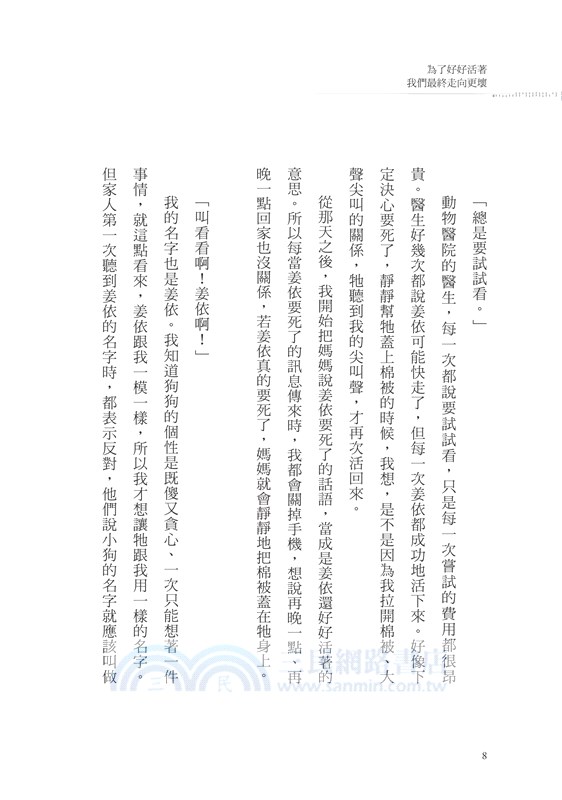 為了好好活著
我們最終走向更壞
「總是要試試看。」
動物醫院的醫生，每一次都說要試試看，只是每一次嘗試的費用都很昂
貴。醫生好幾次都說姜依可能快走了，但每一次姜依都成功地活下來。好像下
定決心要死了，靜靜幫牠蓋上棉被的時候，我想，是不是因為我拉開棉被、大
聲尖叫的關係，牠聽到我的尖叫聲，才再次活回來。
從那天之後，我開始把媽媽說姜依要死了的話語，當成是姜依還好好活著的
意思。所以每當姜依要死了的訊息傳來時，我都會關掉手機，想說再晚一點、再
晚一點回家也沒關係，若姜依真的要死了，媽媽就會靜靜地把棉被蓋在牠身上。
「叫看看啊！姜依啊！」
我的名字也是姜依。我知道狗狗的個性是既傻又貪心、一次只能想著一件
事情，就這點看來，姜依跟我一模一樣，所以我才想讓牠跟我用一樣的名字。
但家人第一次聽到姜依的名字時，都表示反對，他們說小狗的名字就應該叫做
三民網路書店
三民
www.sanmin.com.tw
8